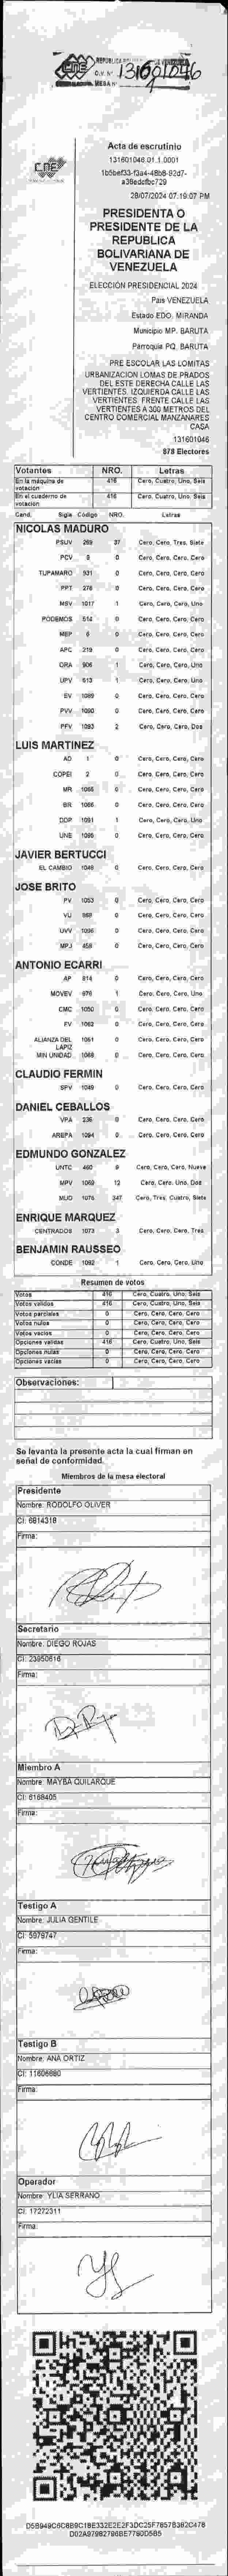 CNE
REPUBLICA
C.V. N° 131601046
MESA N° 1
CNE
Acta de escrutinio
131601046.01.1.0001
1b5bef33-f3a4-48b8-82d7-
a38edcfbc729
28/07/2024 07:19:07 PM
PRESIDENTA O
PRESIDENTE DE LA
REPUBLICA
BOLIVARIANA DE
VENEZUELA
ELECCIÓN PRESIDENCIAL 2024
País VENEZUELA
Estado EDO. MIRANDA
Municipio MP. BARUTA
Parroquia PQ. BARUTA
PRE ESCOLAR LAS LOMITAS
URBANIZACION LOMAS DE PRADOS
DEL ESTE DERECHA CALLE LAS
VERTIENTES. IZQUIERDA CALLE LAS
VERTIENTES. FRENTE CALLE LAS
VERTIENTES A 300 METROS DEL
CENTRO COMERCIAL MANZANARES
CASA
131601046
878 Electores
Votantes NRO. Letras
En la máquina de votación 416 Cero, Cuatro, Uno, Seis
En el cuaderno de votación 416 Cero, Cuatro, Uno, Seis
Cand. Sigla Código NRO. Letras
NICOLAS MADURO
PSUV 269 37 Cero, Cero, Tres, Siete
PCV 5 0 Cero, Cero, Cero, Cero
TUPAMARO 931 0 Cero, Cero, Cero, Cero
PPT 276 0 Cero, Cero, Cero, Cero
MSV 1017 1 Cero, Cero, Cero, Uno
PODEMOS 514 0 Cero, Cero, Cero, Cero
MEP 6 0 Cero, Cero, Cero, Cero
APC 219 0 Cero, Cero, Cero, Cero
ORA 906 1 Cero, Cero, Cero, Uno
UPV 613 1 Cero, Cero, Cero, Uno
EV 1089 0 Cero, Cero, Cero, Cero
PVV 1090 0 Cero, Cero, Cero, Cero
PFV 1093 2 Cero, Cero, Cero, Dos
LUIS MARTINEZ
AD 1 0 Cero, Cero, Cero, Cero
COPEI 2 0 Cero, Cero, Cero, Cero
MR 1065 0 Cero, Cero, Cero, Cero
BR 1066 0 Cero, Cero, Cero, Cero
DDP 1091 1 Cero, Cero, Cero, Uno
UNE 1095 0 Cero, Cero, Cero, Cero
JAVIER BERTUCCI
EL CAMBIO 1048 0 Cero, Cero, Cero, Cero
JOSE BRITO
PV 1053 0 Cero, Cero, Cero, Cero
VU 969 0 Cero, Cero, Cero, Cero
UVV 1096 0 Cero, Cero, Cero, Cero
MPJ 458 0 Cero, Cero, Cero, Cero
ANTONIO ECARRI
AP 814 0 Cero, Cero, Cero, Cero
MOVEV 976 1 Cero, Cero, Cero, Uno
CMC 1050 0 Cero, Cero, Cero, Cero
FV 1062 0 Cero, Cero, Cero, Cero
ALIANZA DEL LAPIZ 1051 0 Cero, Cero, Cero, Cero
MIN UNIDAD 1068 0 Cero, Cero, Cero, Cero
CLAUDIO FERMIN
SPV 1049 0 Cero, Cero, Cero, Cero
DANIEL CEBALLOS
VPA 236 0 Cero, Cero, Cero, Cero
AREPA 1094 0 Cero, Cero, Cero, Cero
EDMUNDO GONZALEZ
UNTC 460 9 Cero, Cero, Cero, Nueve
MPV 1069 12 Cero, Cero, Uno, Dos
MUD 1076 347 Cero, Tres, Cuatro, Siete
ENRIQUE MARQUEZ
CENTRADOS 1073 3 Cero, Cero, Cero, Tres
BENJAMIN RAUSSEO
CONDE 1092 1 Cero, Cero, Cero, Uno
Resumen de votos
Votos 416 Cero, Cuatro, Uno, Seis
Votos válidos 416 Cero, Cuatro, Uno, Seis
Votos parciales 0 Cero, Cero, Cero, Cero
Votos nulos 0 Cero, Cero, Cero, Cero
Votos vacíos 0 Cero, Cero, Cero, Cero
Opciones válidas 416 Cero, Cuatro, Uno, Seis
Opciones nulas 0 Cero, Cero, Cero, Cero
Opciones vacías 0 Cero, Cero, Cero, Cero
Observaciones:
Se levanta la presente acta la cual firman en
señal de conformidad.
Miembros de la mesa electoral
Presidente
Nombre: RODOLFO OLIVER
CI: 6814318
Firma:
Secretario
Nombre: DIEGO ROJAS
CI: 23950616
Firma:
Miembro A
Nombre: MAYBA QUILARQUE
CI: 6168405
Firma:
Testigo A
Nombre: JULIA GENTILE
CI: 5978747
Firma:
Testigo B
Nombre: ANA ORTIZ
CI: 11606680
Firma:
Operador
Nombre: YLIA SERRANO
CI: 17272311
Firma: